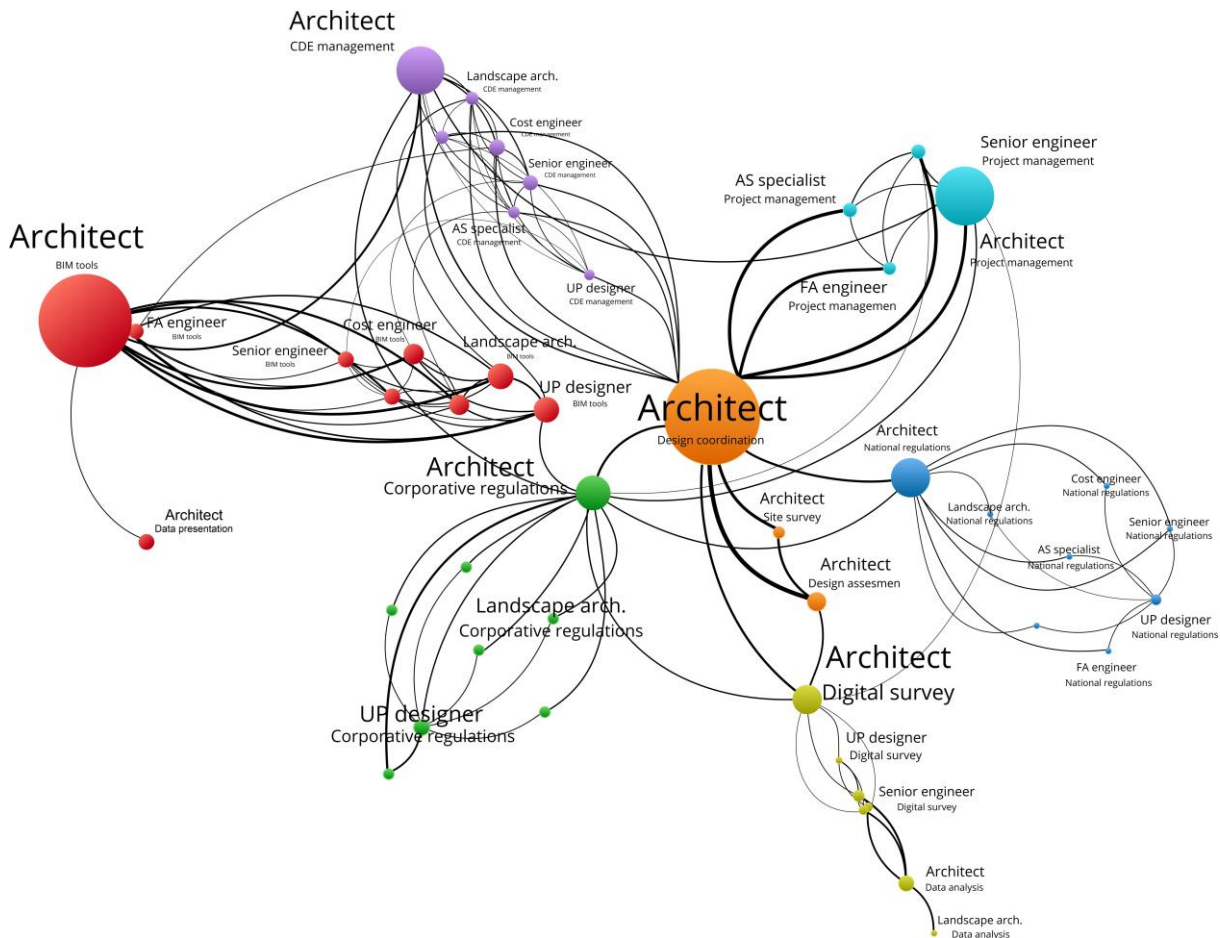 Architect
CDE management
Landscape arch.
CDE management
Cost engineer
CDE management
Senior engineer
CDE management
AS specialist
CDE management
UP designer
CDE management
Senior engineer
Project management
AS specialist
Project management
Architect
Project management
FA engineer
Project managemen
Architect
BIM tools
FA engineer
BIM tools
Senior engineer
BIM tools
Cost engineer
BIM tools
Landscape arch.
BIM tools
UP designer
BIM tools
Architect
Data presentation
Architect
Design coordination
Architect
Corporative regulations
Architect
Site survey
Architect
Design assesmen
Architect
National regulations
Cost engineer
National regulations
Landscape arch.
National regulations
Senior engineer
National regulations
AS specialist
National regulations
UP designer
National regulations
FA engineer
National regulations
Landscape arch.
Corporative regulations
UP designer
Corporative regulations
Architect
Digital survey
UP designer
Digital survey
Senior engineer
Digital survey
Architect
Data analysis
Landscape arch.
Data analysis